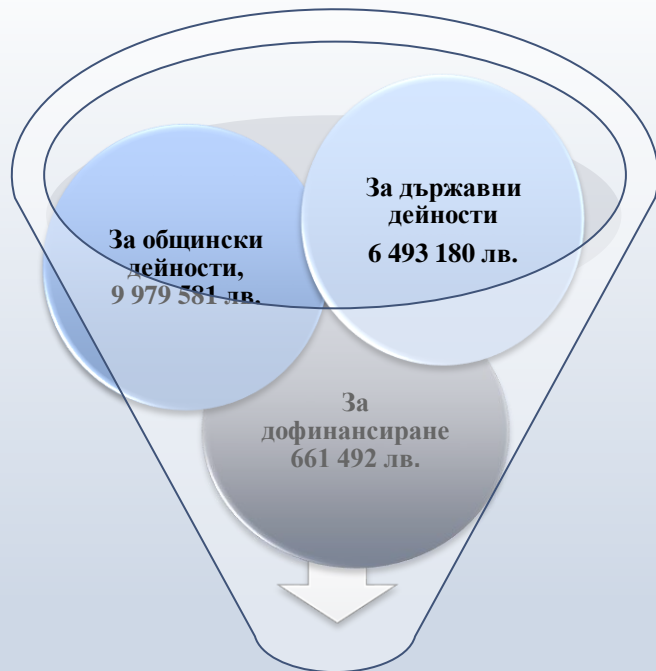 За държавни
дейности
6 493 180 лв.
За общински
дейности,
9 979 581 лв.
За
дофинансиране
661 492 лв.